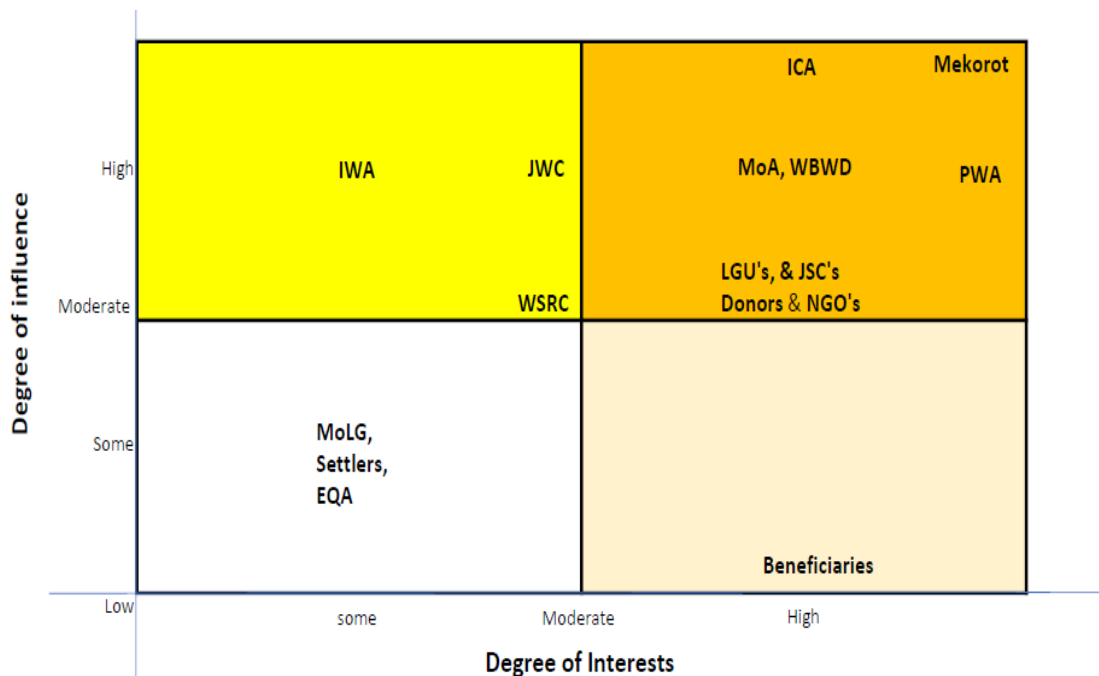 ICA
Mekorot
High
IWA
JWC
MoA, WBWD
PWA
Degree of influence
LGU's, & JSC's
Donors & NGO's
Moderate
WSRC
Some
MoLG,
Settlers,
EQA
Beneficiaries
Low
some
Moderate
High
Degree of Interests